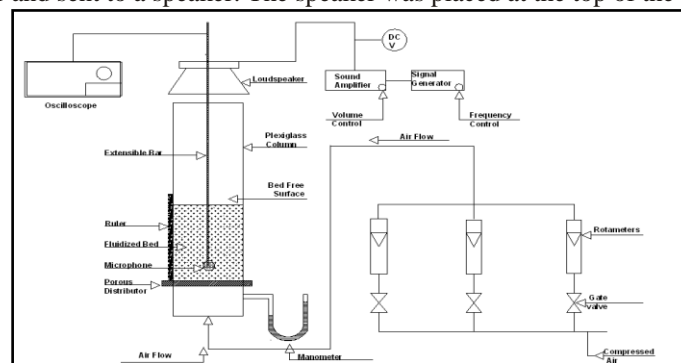 and sent to a speaker. The speaker was placed at the top of the
DC
V
Loudspeaker
Sound
Amplifier
Signal
Generator
Oscilloscope
Volume
Control
Frequency
Control
Plexiglass
Column
Air Flow
Extensible Bar
Bed Free
Surface
Ruler
Rotameters
Fluidized Bed
Microphone
Porous
Distributor
Gate
valve
Manometer
Air Flow
Compressed
Air